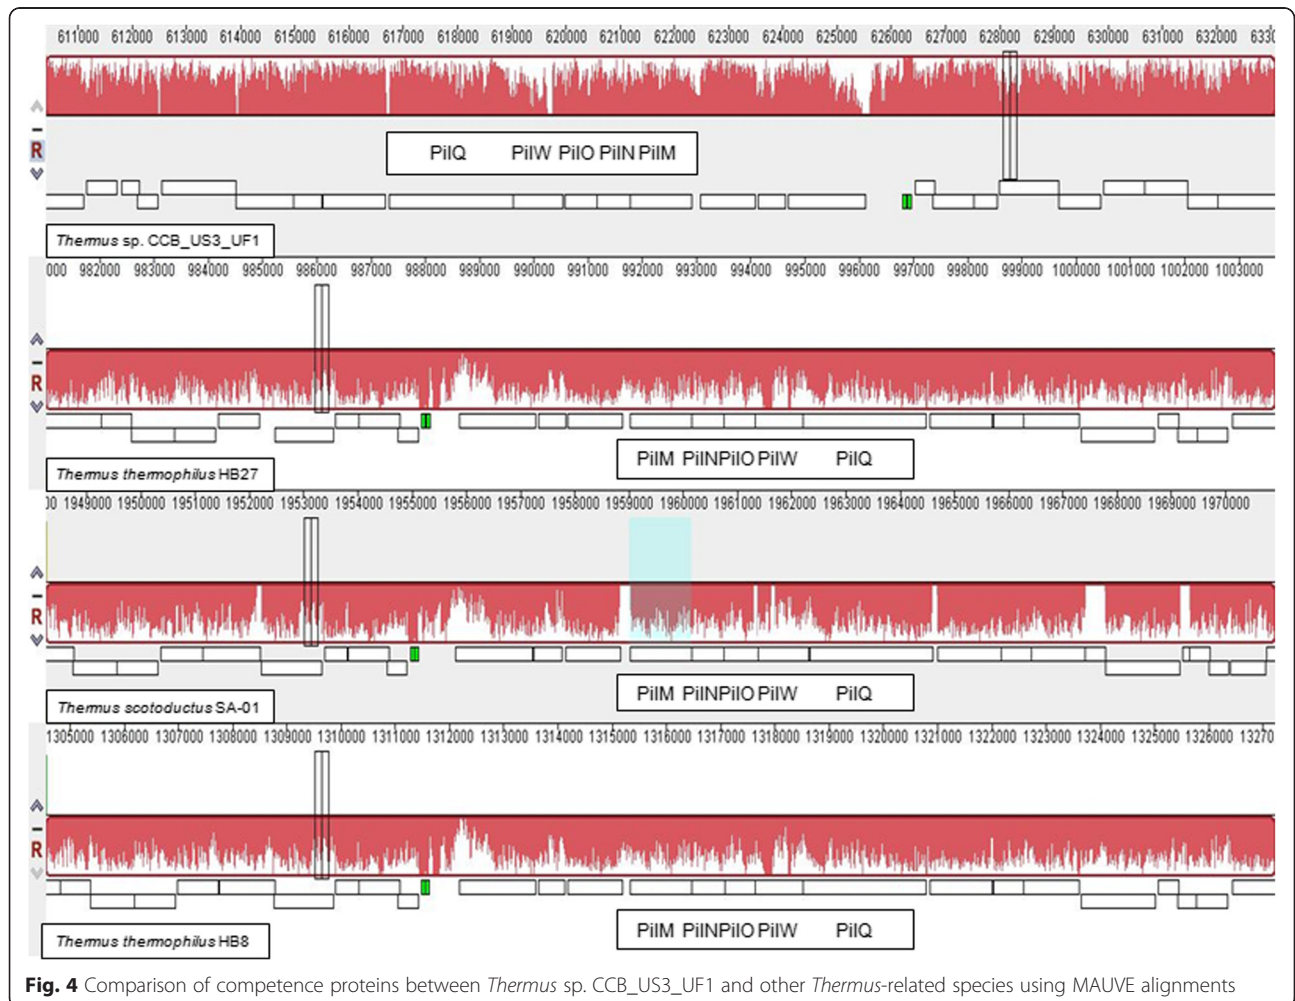 611000 612000 613000 614000 615000 616000 617000 618000 619000 620000 621000 622000 623000 624000 625000 626000 627000 628000 629000 630000 631000 632000 6330
R
PilQ PilW PilO PilN PilM
Thermus sp. CCB_US3_UF1
000 982000 983000 984000 985000 986000 987000 988000 989000 990000 991000 992000 993000 994000 995000 996000 997000 998000 999000 1000000 1001000 1002000 1003000
R
PilM PilNPilO PilW PilQ
Thermus thermophilus HB27
00 1949000 1950000 1951000 1952000 1953000 1954000 1955000 1956000 1957000 1958000 1959000 1960000 1961000 1962000 1963000 1964000 1965000 1966000 1967000 1968000 1969000 1970000
R
PilM PilNPilO PilW PilQ
Thermus scotoductus SA-01
1305000 1306000 1307000 1308000 1309000 1310000 1311000 1312000 1313000 1314000 1315000 1316000 1317000 1318000 1319000 1320000 1321000 1322000 1323000 1324000 1325000 1326000 13270
R
PilM PilNPilO PilW PilQ
Thermus thermophilus HB8
Fig. 4 Comparison of competence proteins between Thermus sp. CCB_US3_UF1 and other Thermus-related species using MAUVE alignments